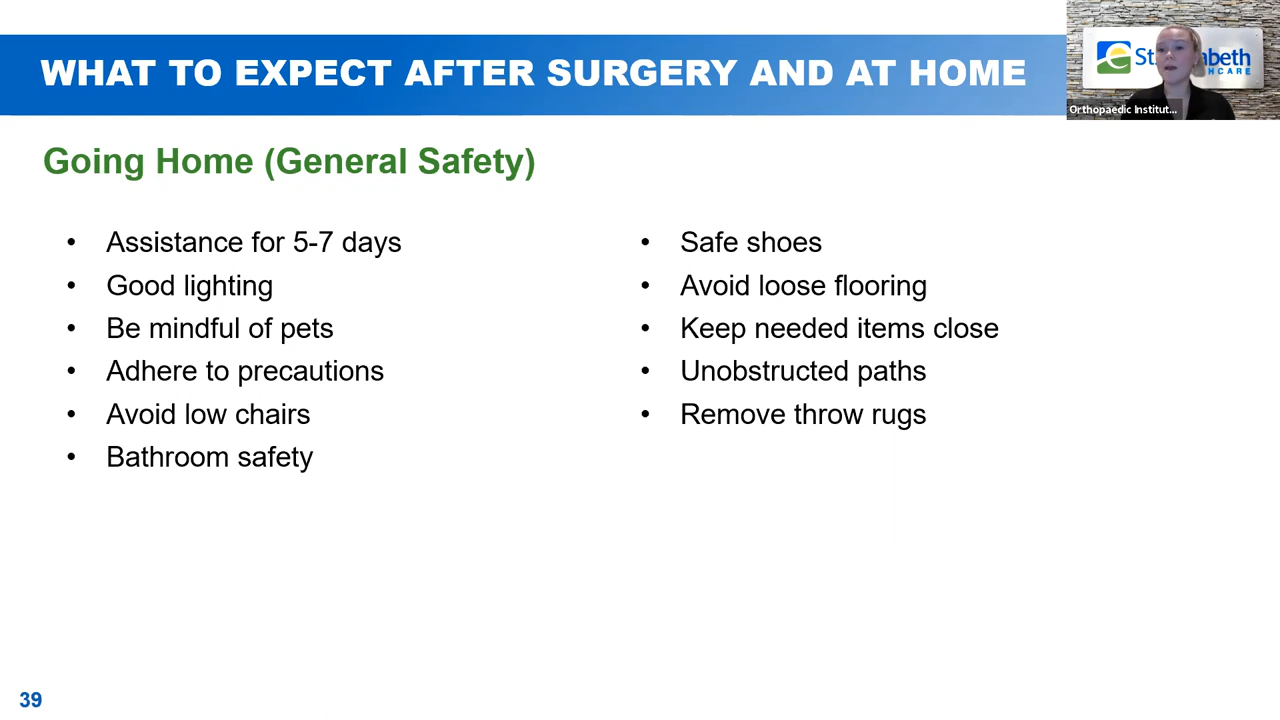 WHAT TO EXPECT AFTER SURGERY AND AT HOME
Orthopaedic Institut...
Going Home (General Safety)
• Assistance for 5-7 days
• Good lighting
• Be mindful of pets
• Adhere to precautions
• Avoid low chairs
• Bathroom safety
• Safe shoes
• Avoid loose flooring
• Keep needed items close
• Unobstructed paths
• Remove throw rugs
39